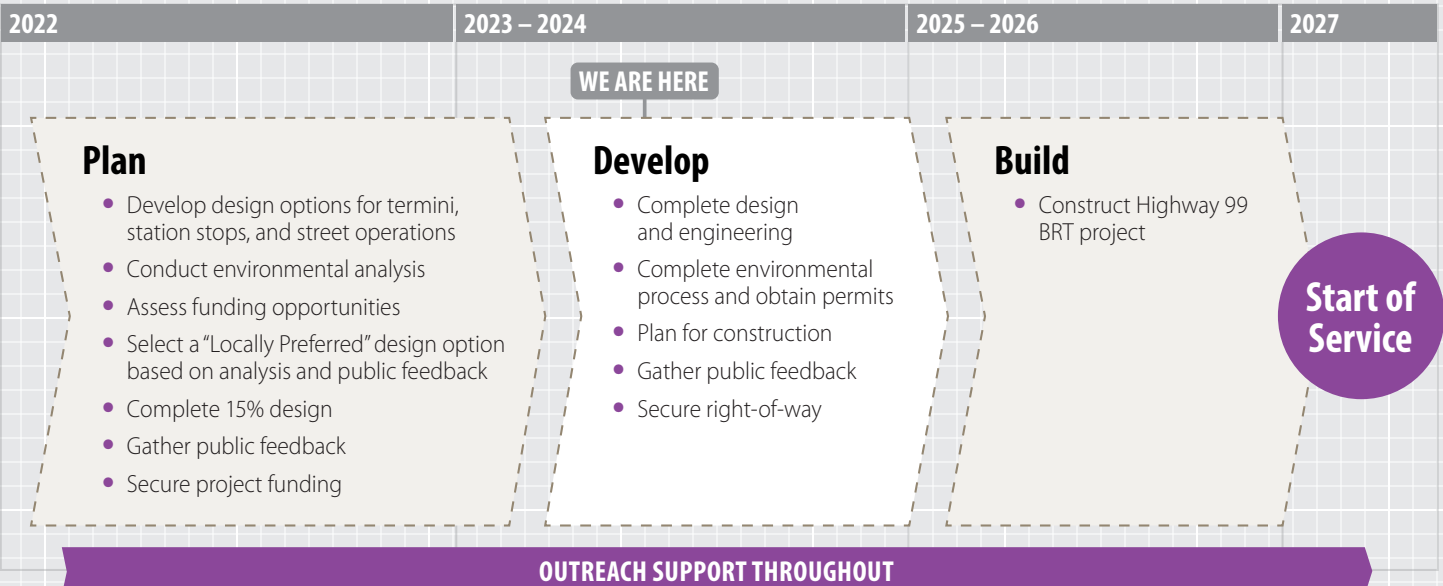 2022
2023 – 2024
2025 – 2026
2027
WE ARE HERE
Plan
• Develop design options for termini,
station stops, and street operations
• Conduct environmental analysis
• Assess funding opportunities
• Select a “Locally Preferred” design option
based on analysis and public feedback
• Complete 15% design
• Gather public feedback
• Secure project funding
Develop
• Complete design
and engineering
• Complete environmental
process and obtain permits
• Plan for construction
• Gather public feedback
• Secure right-of-way
Build
• Construct Highway 99
BRT project
Start of
Service
OUTREACH SUPPORT THROUGHOUT